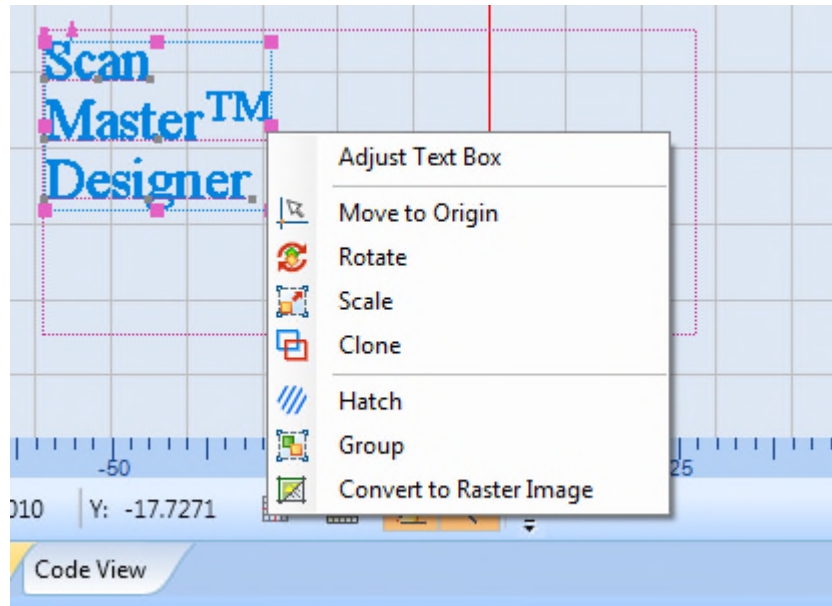 Scan
Master™
Designer
Adjust Text Box
Move to Origin
Rotate
Scale
Clone
Hatch
Group
Convert to Raster Image
-50
25
010
Y: -17.7271
Code View